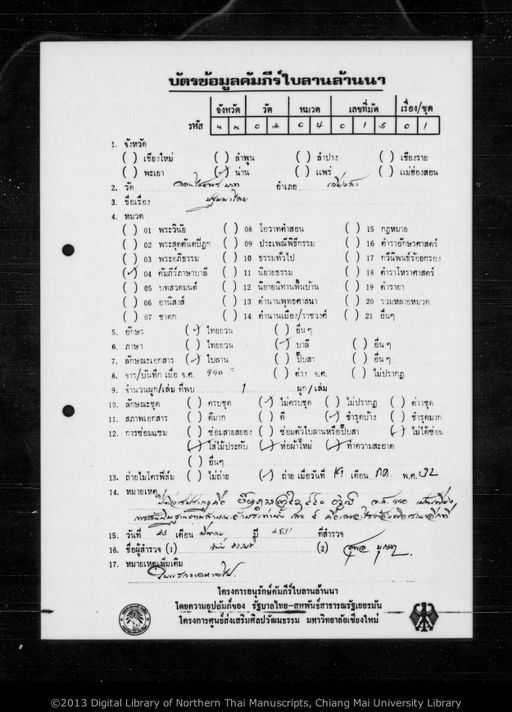 บัตรข้อมูลคัมภีร์ใบลานล้านนา
จังหวัด วัด หมวด เลขที่มัด เรื่อง/ชุด
รหัส น น 0 2 0 4 0 1 5 0 1
1. จังหวัด
( ) เชียงใหม่ ( ) ลำพูน ( ) ลำปาง ( ) เชียงราย
( ) พะเยา (✓) น่าน ( ) แพร่ ( ) แม่ฮ่องสอน
2. วัด อำเภอ
3. ชื่อเรื่อง
4. หมวด
( ) 01 พระวินัย ( ) 08 โอวาทคำสอน ( ) 15 กฎหมาย
( ) 02 พระสุตตันตปิฎก ( ) 09 ประเพณีพิธีกรรม ( ) 16 ตำราอักษรศาสตร์
( ) 03 พระอภิธรรม ( ) 10 ธรรมทั่วไป ( ) 17 กวีนิพนธ์ร้อยกรอง
(✓) 04 คัมภีร์ภาษาบาลี ( ) 11 นิยายธรรม ( ) 18 ตำราโหราศาสตร์
( ) 05 บทสวดมนต์ ( ) 12 นิยายนิทานพื้นบ้าน ( ) 19 ตำรายา
( ) 06 อานิสงส์ ( ) 13 ตำนานพุทธศาสนา ( ) 20 รวมหลายหมวด
( ) 07 ชาดก ( ) 14 ตำนานเมือง/ราชวงศ์ ( ) 21 อื่นๆ
5. อักษร (✓) ไทยยวน ( ) อื่นๆ
6. ภาษา ( ) ไทยยวน (✓) บาลี ( ) อื่นๆ
7. ลักษณะเอกสาร (✓) ใบลาน ( ) ปั๊บสา ( ) อื่นๆ
8. จาร/บันทึก เมื่อ จ.ศ. 990 ? ( ) ต่าง จ.ศ. ( ) ไม่ปรากฏ
9. จำนวนผูก/เล่ม ที่พบ 1 ผูก/เล่ม
10. ลักษณะชุด ( ) ครบชุด (✓) ไม่ครบชุด ( ) ไม่ปรากฏ ( ) ต่างชุด
11. สภาพเอกสาร ( ) ดีมาก ( ) ดี (✓) ชำรุดบ้าง ( ) ชำรุดมาก
12. การซ่อมแซม ( ) ซ่อมสายสยอง ( ) ซ่อมตัวใบลานหรือปั๊บสา (✓) ไม่ได้ซ่อม
(✓) ใส่ไม้ประกับ (✓) ห่อผ้าใหม่ (✓) ทำความสะอาด
( ) อื่นๆ
13. ถ่ายไมโครฟิล์ม ( ) ไม่ถ่าย (✓) ถ่าย เมื่อวันที่ เดือน พ.ศ. 32
14. หมายเหตุ
15. วันที่ 23 เดือน ปี 2531 ที่สำรวจ
16. ชื่อผู้สำรวจ (1) (2)
17. หมายเหตุเพิ่มเติม
โครงการอนุรักษ์คัมภีร์ใบลานล้านนา
โดยความอุปถัมภ์ของ รัฐบาลไทย-สหพันธ์สาธารณรัฐเยอรมัน
โครงการศูนย์ส่งเสริมศิลปวัฒนธรรม มหาวิทยาลัยเชียงใหม่
©2013 Digital Library of Northern Thai Manuscripts, Chiang Mai University Library